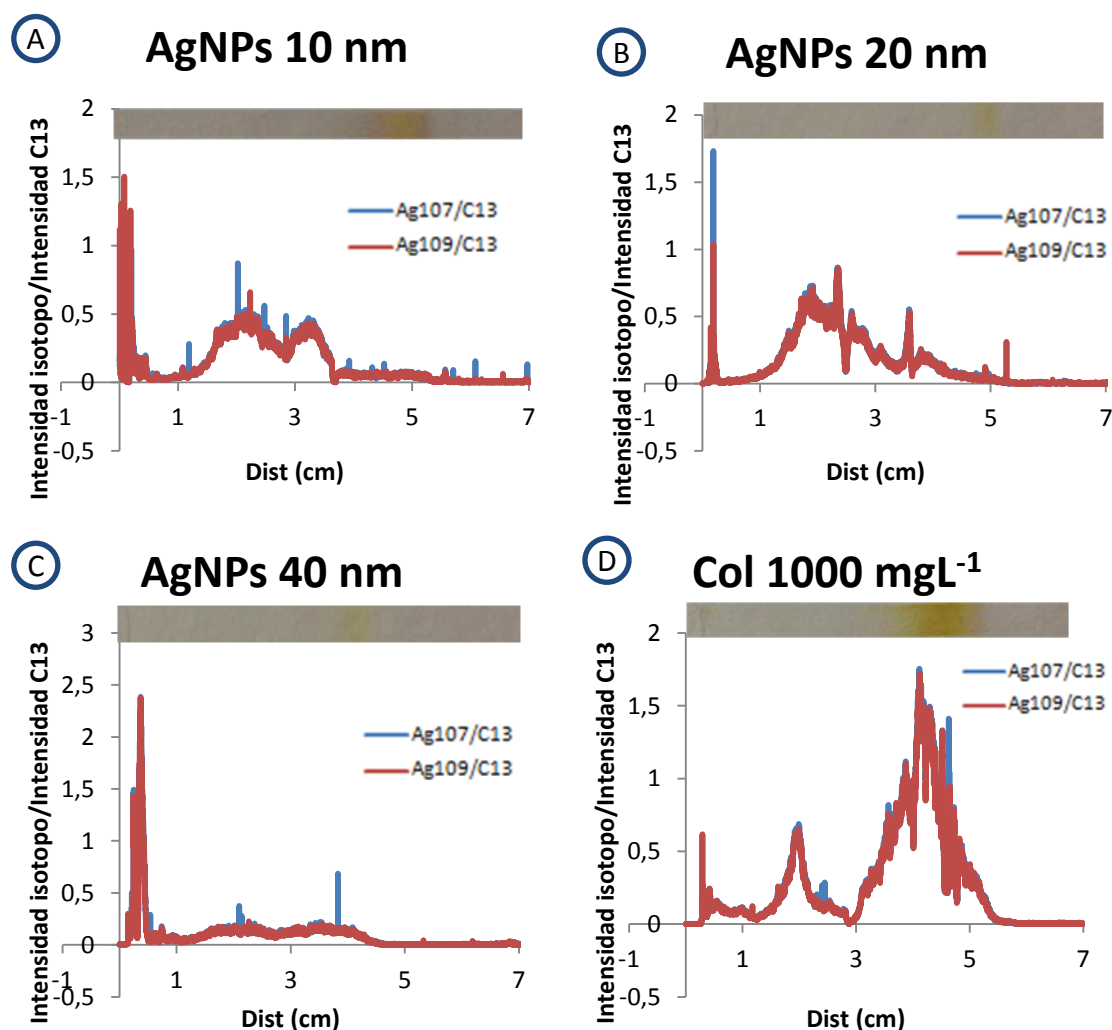 A
AgNPs 10 nm
Intensidad isotopo/Intensidad C13
2
1,5
1
0,5
0
-0,5
-1
1
3
5
7
Ag107/C13
Ag109/C13
Dist (cm)
B
AgNPs 20 nm
Intensidad isotopo/Intensidad C13
2
1,5
1
0,5
0
-0,5
-1
1
3
5
7
Ag107/C13
Ag109/C13
Dist (cm)
C
AgNPs 40 nm
Intensidad isotopo/Intensidad C13
3
2,5
2
1,5
1
0,5
0
-0,5
-1
1
3
5
7
Ag107/C13
Ag109/C13
Dist (cm)
D
Col 1000 mgL⁻¹
Intensidad isotopo/Intensidad C13
2
1,5
1
0,5
0
-0,5
-1
1
3
5
7
Ag107/C13
Ag109/C13
Dist (cm)